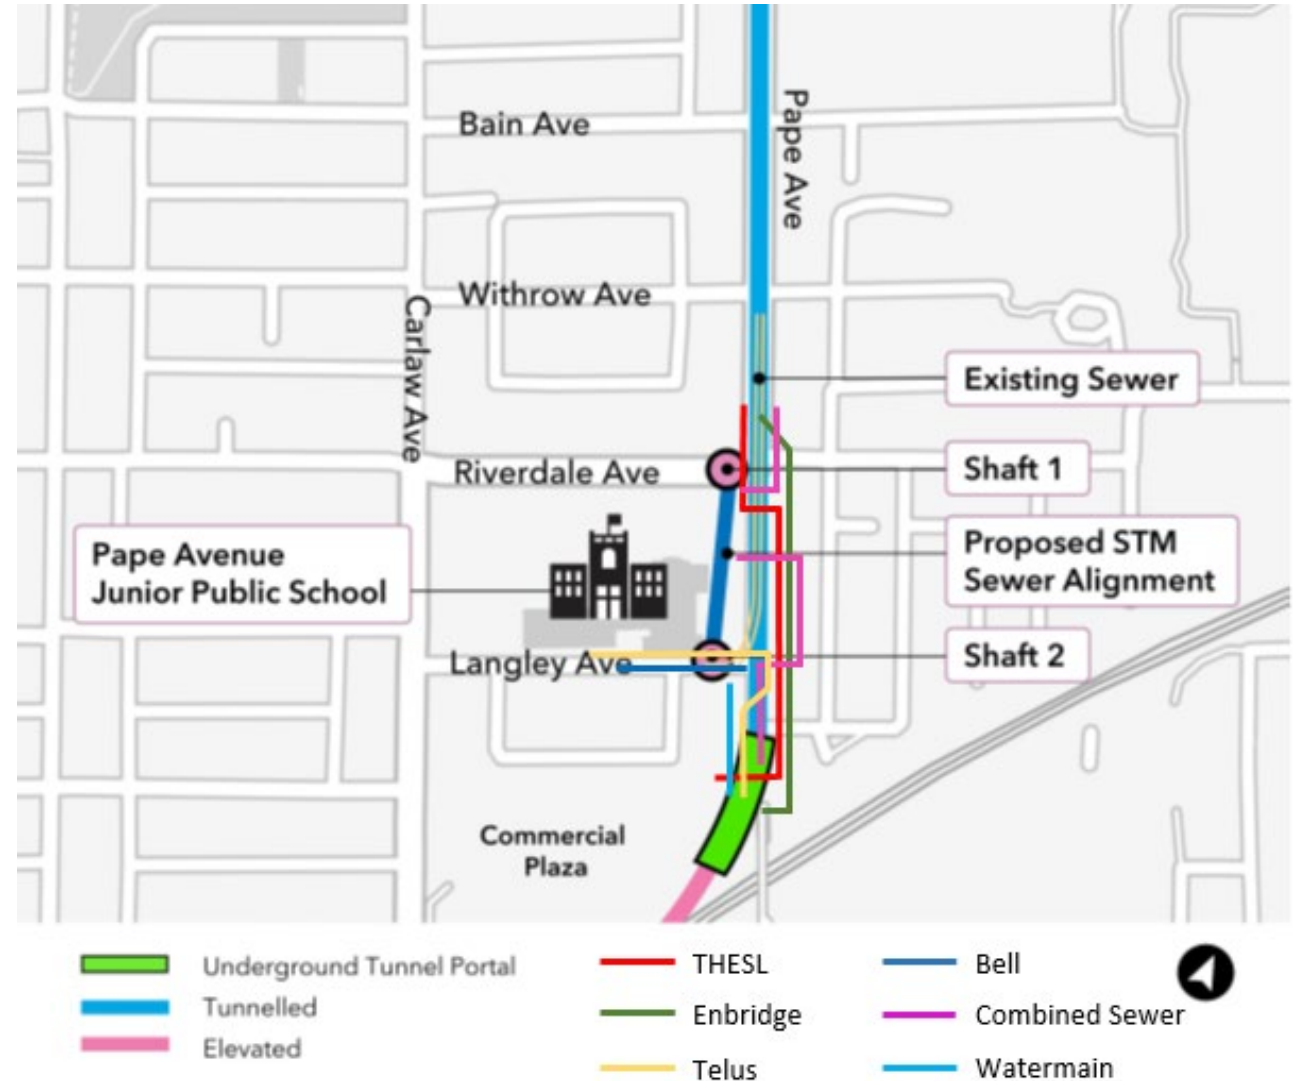 Bain Ave
Pape Ave
Withrow Ave
Carlaw Ave
Existing Sewer
Riverdale Ave
Shaft 1
Pape Avenue
Junior Public School
Proposed STM
Sewer Alignment
Langley Ave
Shaft 2
Commercial
Plaza
Underground Tunnel Portal
Tunnelled
Elevated
THESL
Enbridge
Telus
Bell
Combined Sewer
Watermain